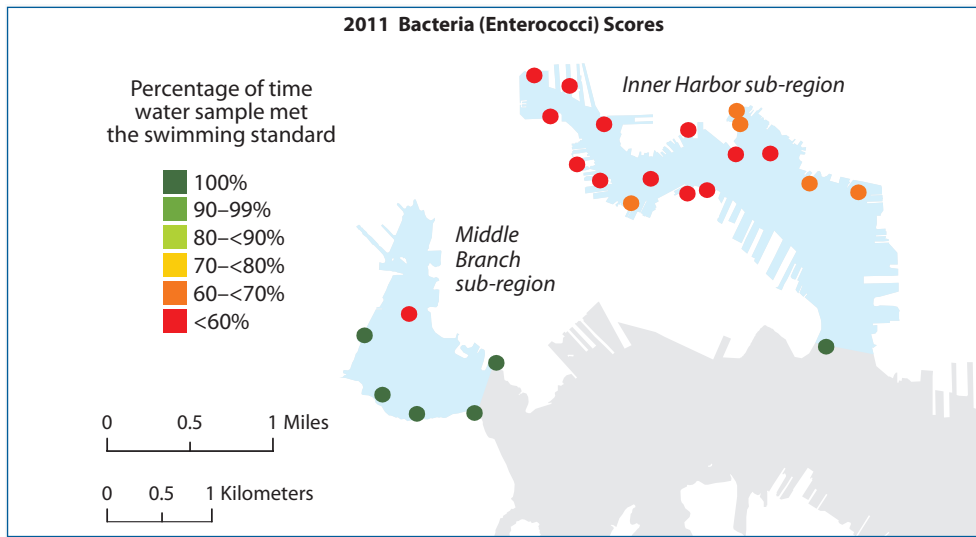 2011 Bacteria (Enterococci) Scores
Percentage of time
water sample met
the swimming standard
100%
90–99%
80–<90%
70–<80%
60–<70%
<60%
Inner Harbor sub-region
Middle
Branch
sub-region
0 0.5 1 Miles
0 0.5 1 Kilometers